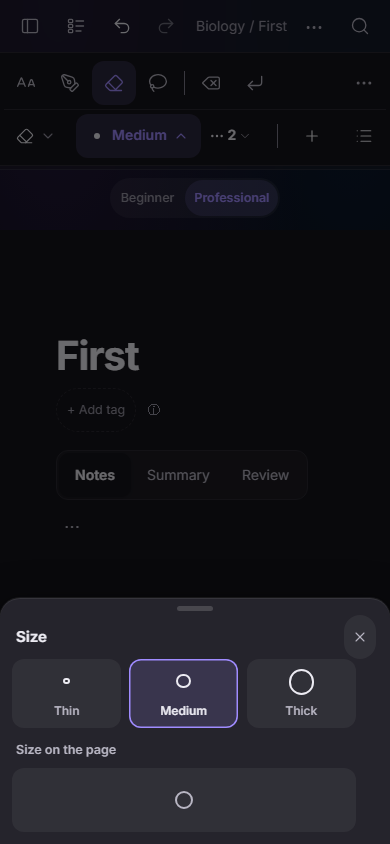 Biology / First
AA
Medium
2
Beginner
Professional
First
+ Add tag
Notes
Summary
Review
Size
Thin
Medium
Thick
Size on the page